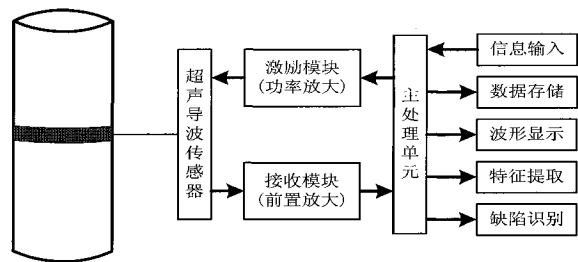 超声导波传感器
激励模块
(功率放大)
接收模块
(前置放大)
主处理单元
信息输入
数据存储
波形显示
特征提取
缺陷识别